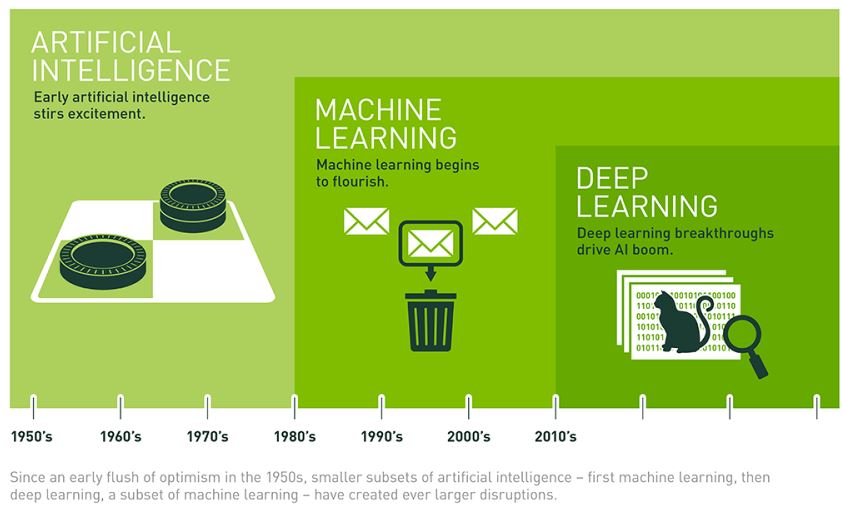 ARTIFICIAL
INTELLIGENCE
Early artificial intelligence
stirs excitement.
MACHINE
LEARNING
Machine learning begins
to flourish.
DEEP
LEARNING
Deep learning breakthroughs
drive AI boom.
1950's
1960's
1970's
1980's
1990's
2000's
2010's
Since an early flush of optimism in the 1950s, smaller subsets of artificial intelligence – first machine learning, then
deep learning, a subset of machine learning – have created ever larger disruptions.